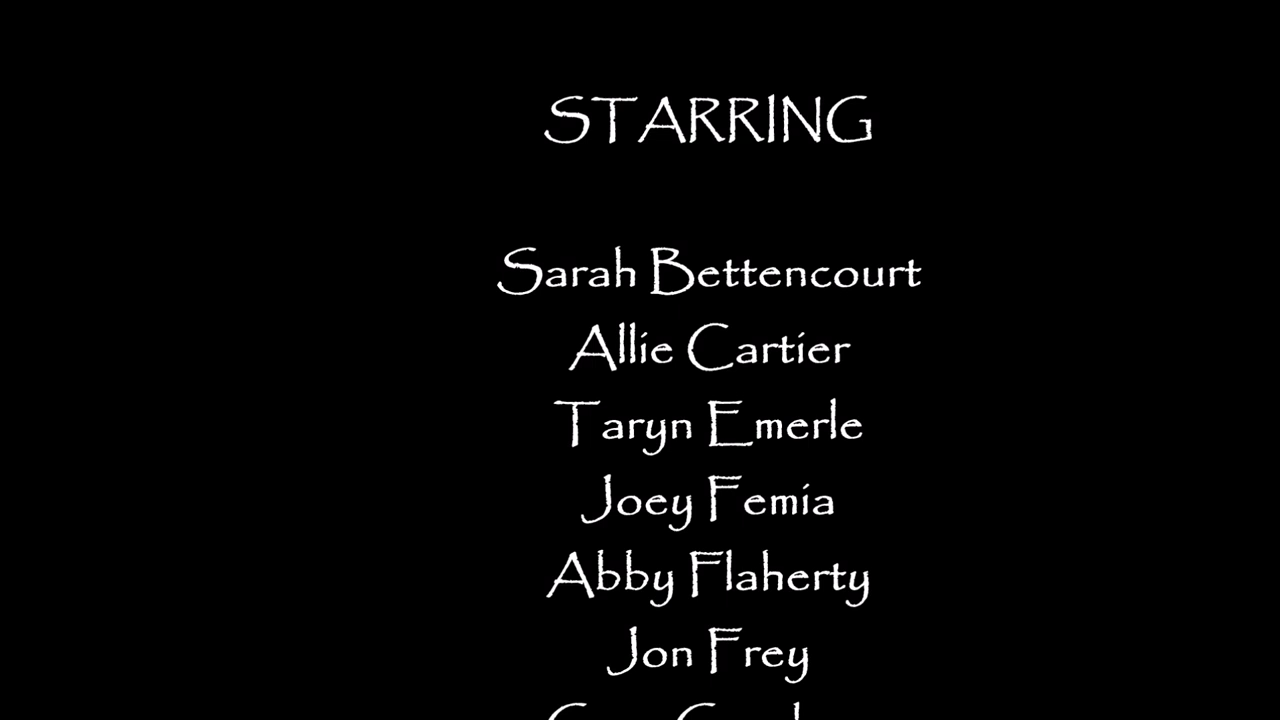 STARRING
Sarah Bettencourt
Allie Cartier
Taryn Emerle
Joey Femia
Abby Flaherty
Jon Frey